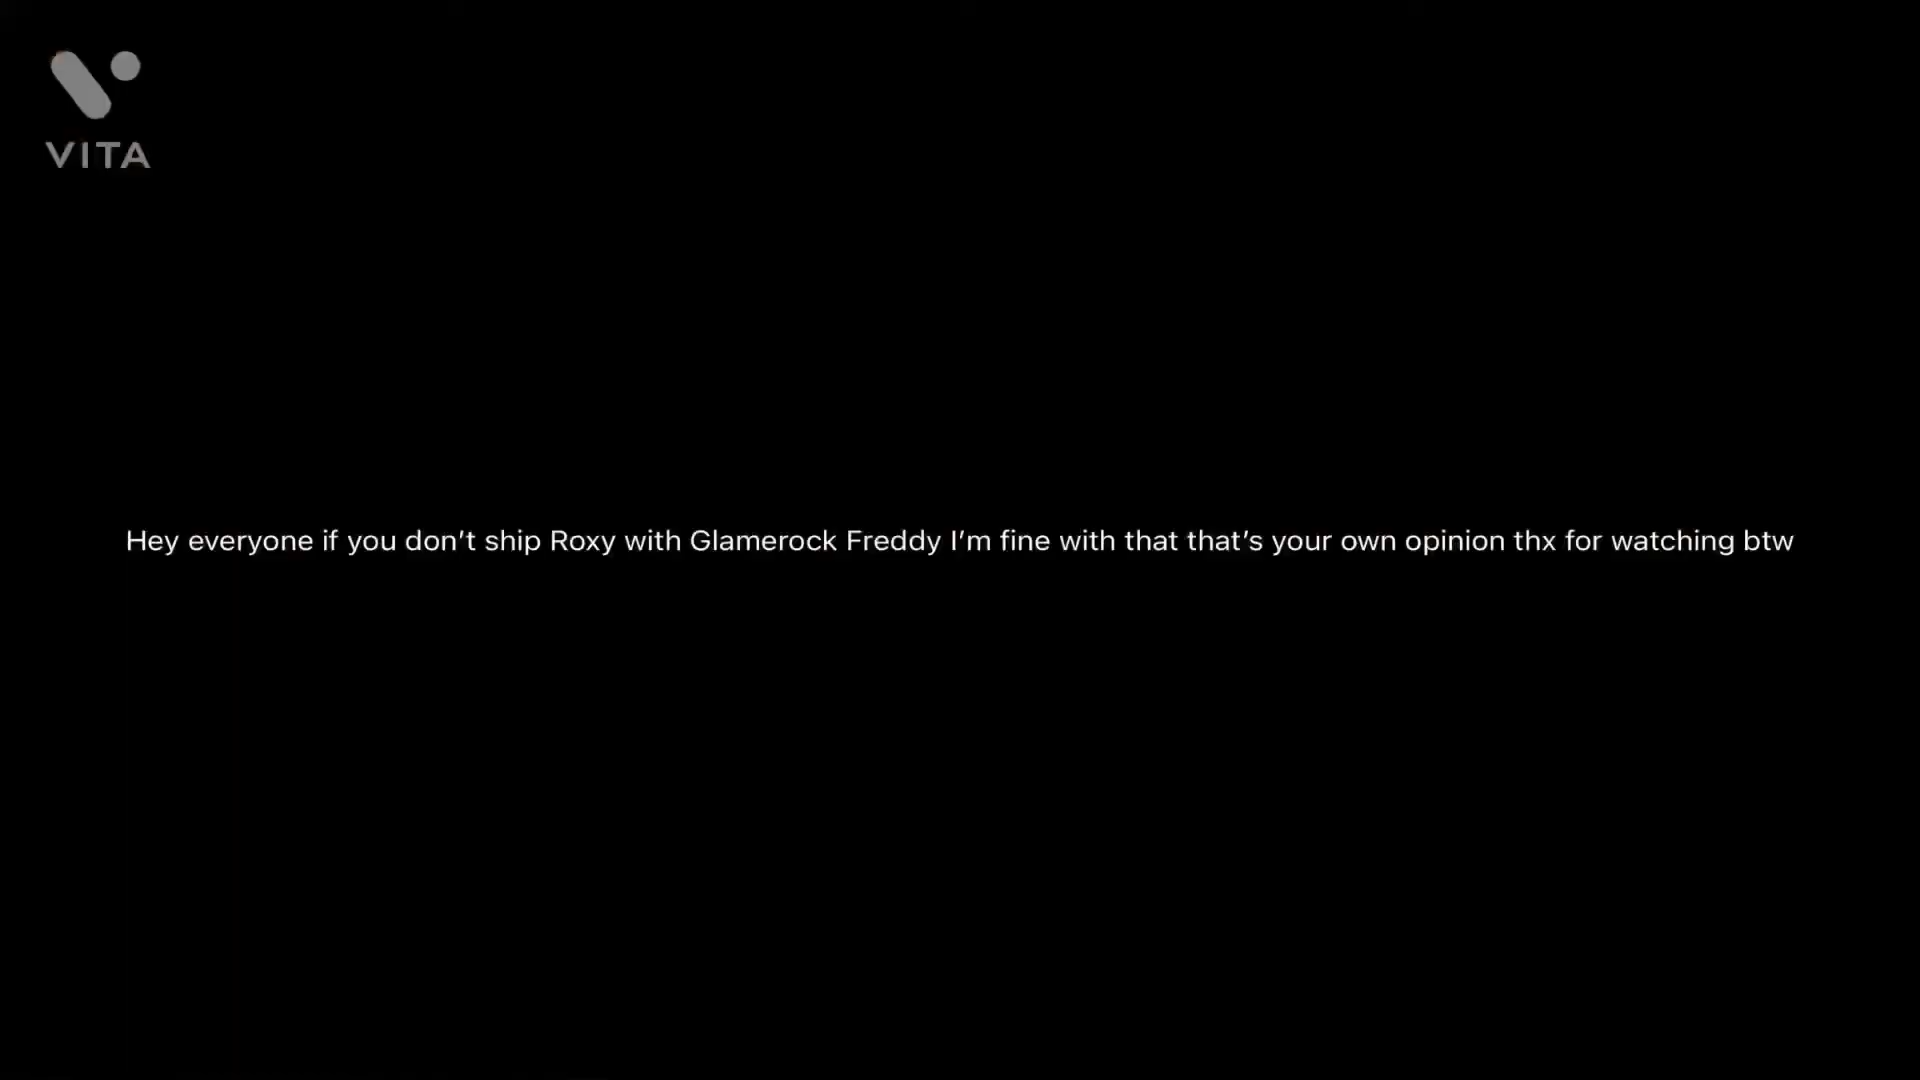 VITA
Hey everyone if you don’t ship Roxy with Glamerock Freddy I’m fine with that that’s your own opinion thx for watching btw